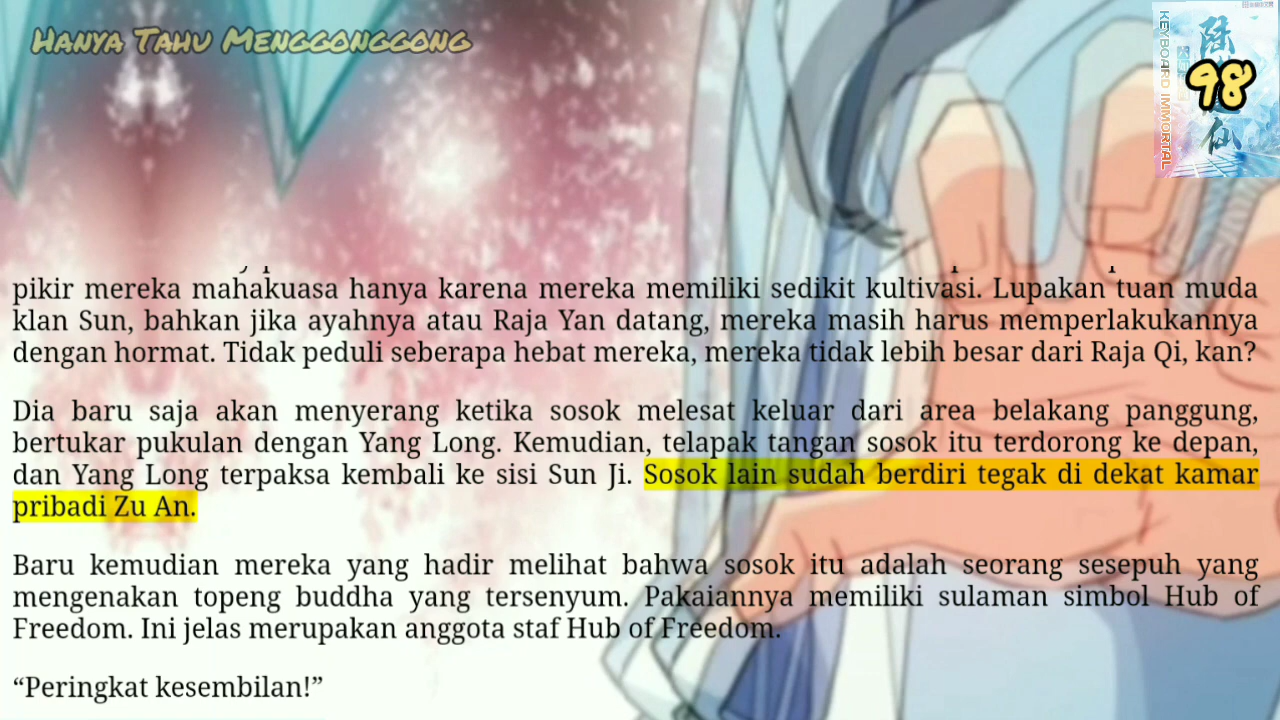 Hanya Tahu Menggonggong
98
KEYBOARD IMMORTAL
pikir mereka mahakuasa hanya karena mereka memiliki sedikit kultivasi. Lupakan tuan muda
klan Sun, bahkan jika ayahnya atau Raja Yan datang, mereka masih harus memperlakukannya
dengan hormat. Tidak peduli seberapa hebat mereka, mereka tidak lebih besar dari Raja Qi, kan?
Dia baru saja akan menyerang ketika sosok melesat keluar dari area belakang panggung,
bertukar pukulan dengan Yang Long. Kemudian, telapak tangan sosok itu terdorong ke depan,
dan Yang Long terpaksa kembali ke sisi Sun Ji. Sosok lain sudah berdiri tegak di dekat kamar
pribadi Zu An.
Baru kemudian mereka yang hadir melihat bahwa sosok itu adalah seorang sesepuh yang
mengenakan topeng buddha yang tersenyum. Pakaiannya memiliki sulaman simbol Hub of
Freedom. Ini jelas merupakan anggota staf Hub of Freedom.
“Peringkat kesembilan!”